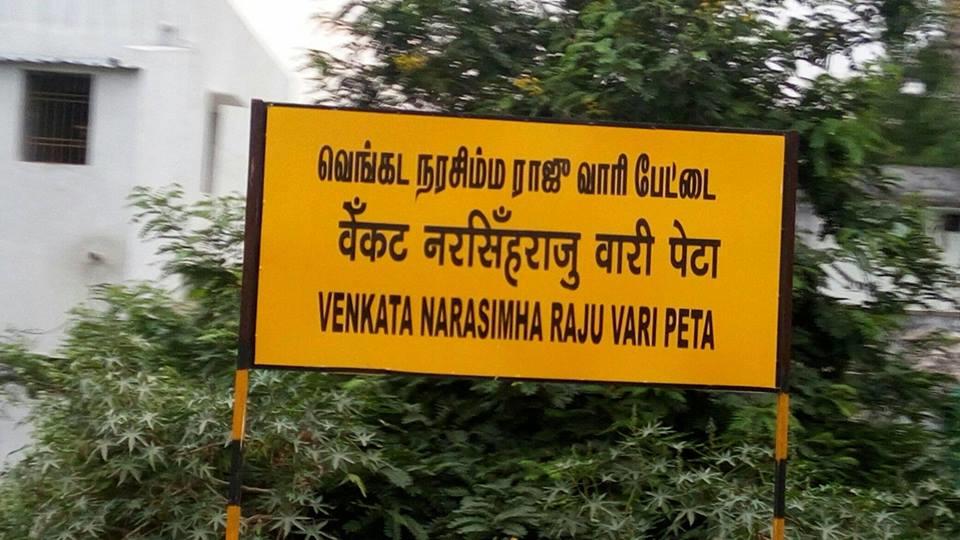 வெங்கட நரசிம்ம ராஜு வாரி பேட்டை
वेँकट नरसिँहराजु वारी पेटा
VENKATA NARASIMHA RAJU VARI PETA